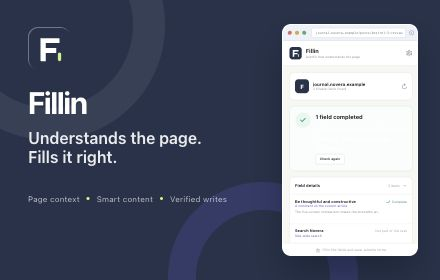 F
Fillin
Understands the page.
Fills it right.
Page context • Smart content • Verified writes
Fillin
F
journal.novera.example
1 field completed
Check again
Field details
Be thoughtful and constructive
Search Novera